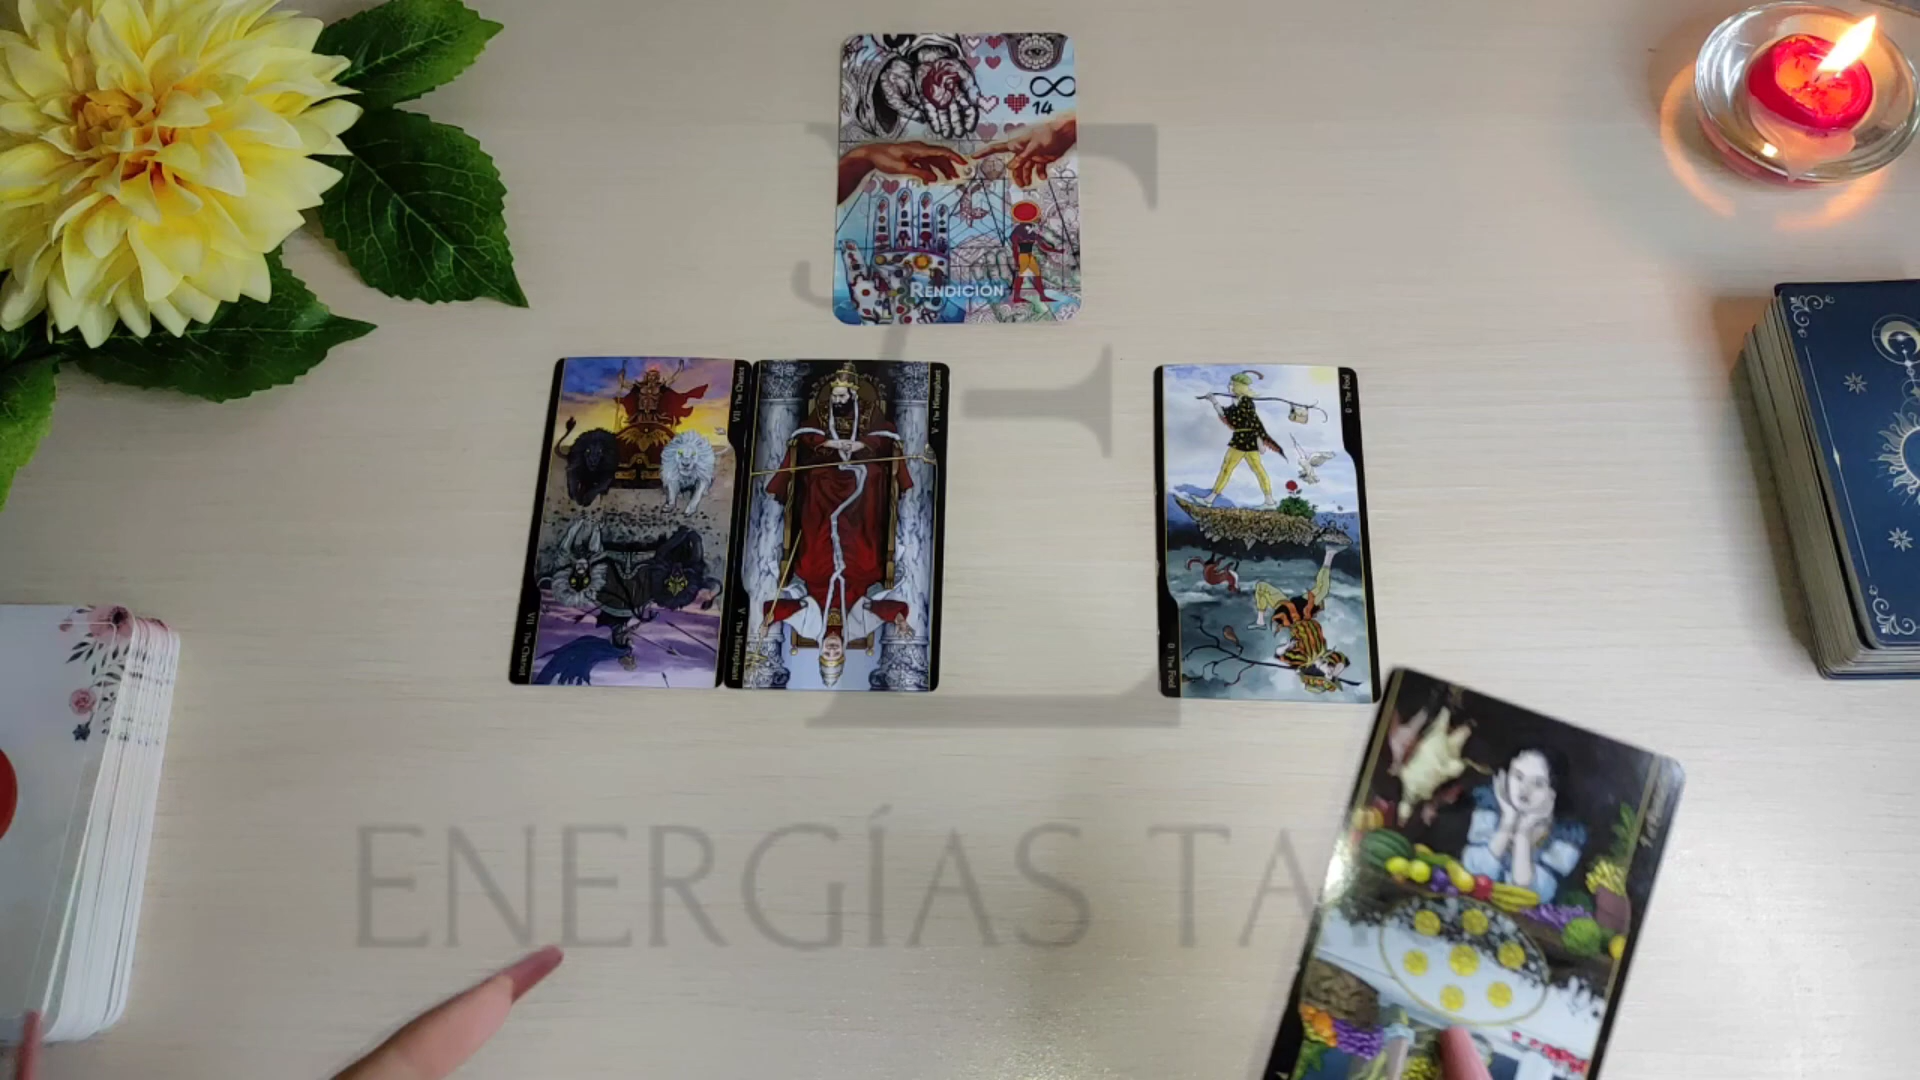 ∞
14
RENDICIÓN
VII · The Chariot
V · The Hierophant
0 · The Fool
VII · The Chariot
V · The Hierophant
0 · The Fool
ENERGÍAS TA